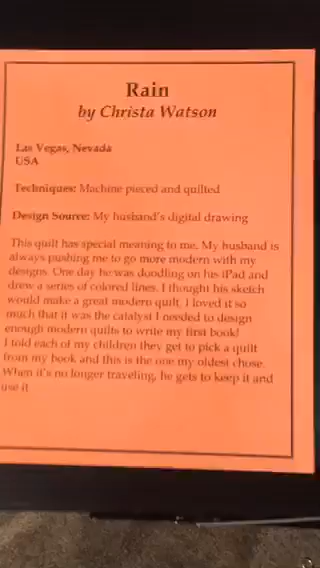 Rain
by Christa Watson
Las Vegas, Nevada
USA
Techniques: Machine pieced and quilted
Design Source: My husband's digital drawing
This quilt has special meaning to me. My husband is
always pushing me to go more modern with my
designs. One day he was doodling on his iPad and
drew a series of colored lines. I thought his sketch
would make a great modern quilt. I loved it so
much that it was the catalyst I needed to design
enough modern quilts to write my first book!
I told each of my children they get to pick a quilt
from my book and this is the one my oldest chose.
When it's no longer traveling, he gets to keep it and
use it